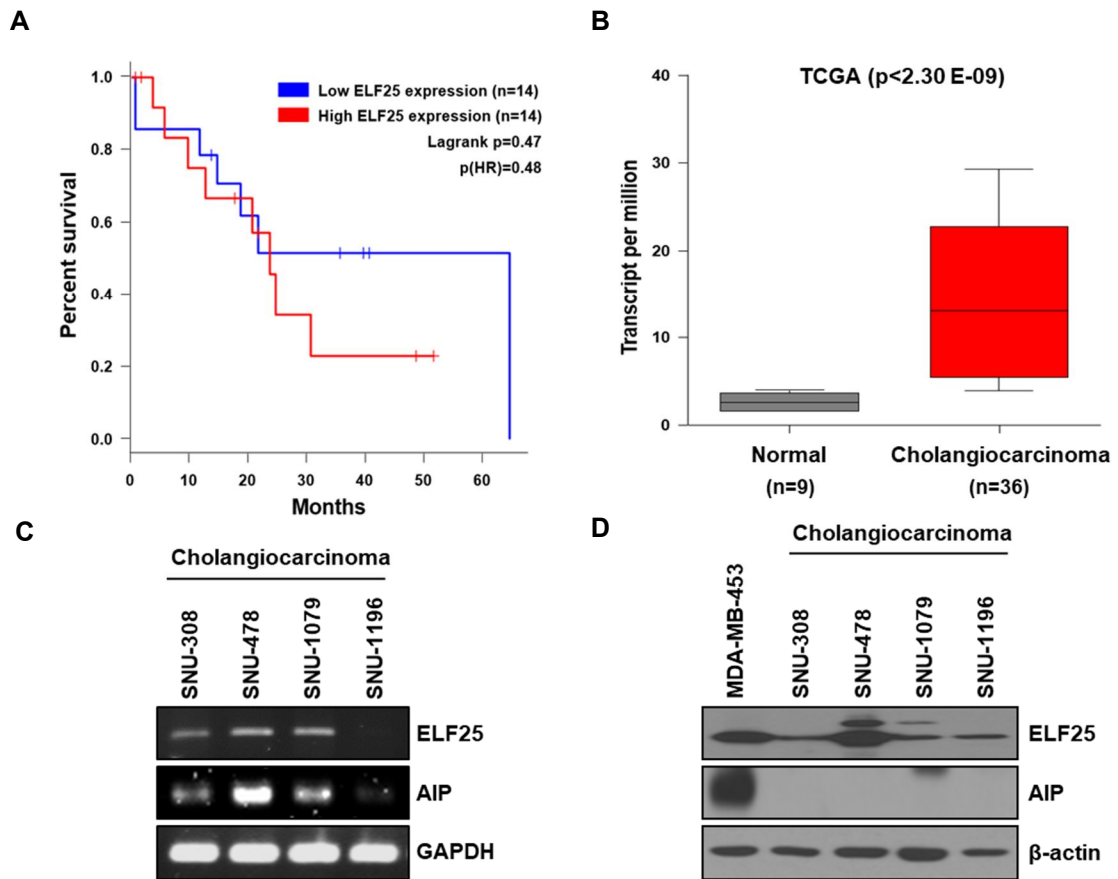 A
1.0
0.8
0.6
0.4
0.2
0.0
Percent survival
Low ELF25 expression (n=14)
High ELF25 expression (n=14)
Lagrank p=0.47
p(HR)=0.48
0 10 20 30 40 50 60
Months
B
TCGA (p<2.30 E-09)
40
30
20
10
0
Transcript per million
Normal
(n=9)
Cholangiocarcinoma
(n=36)
C
Cholangiocarcinoma
SNU-308
SNU-478
SNU-1079
SNU-1196
ELF25
AIP
GAPDH
D
Cholangiocarcinoma
MDA-MB-453
SNU-308
SNU-478
SNU-1079
SNU-1196
ELF25
AIP
β-actin